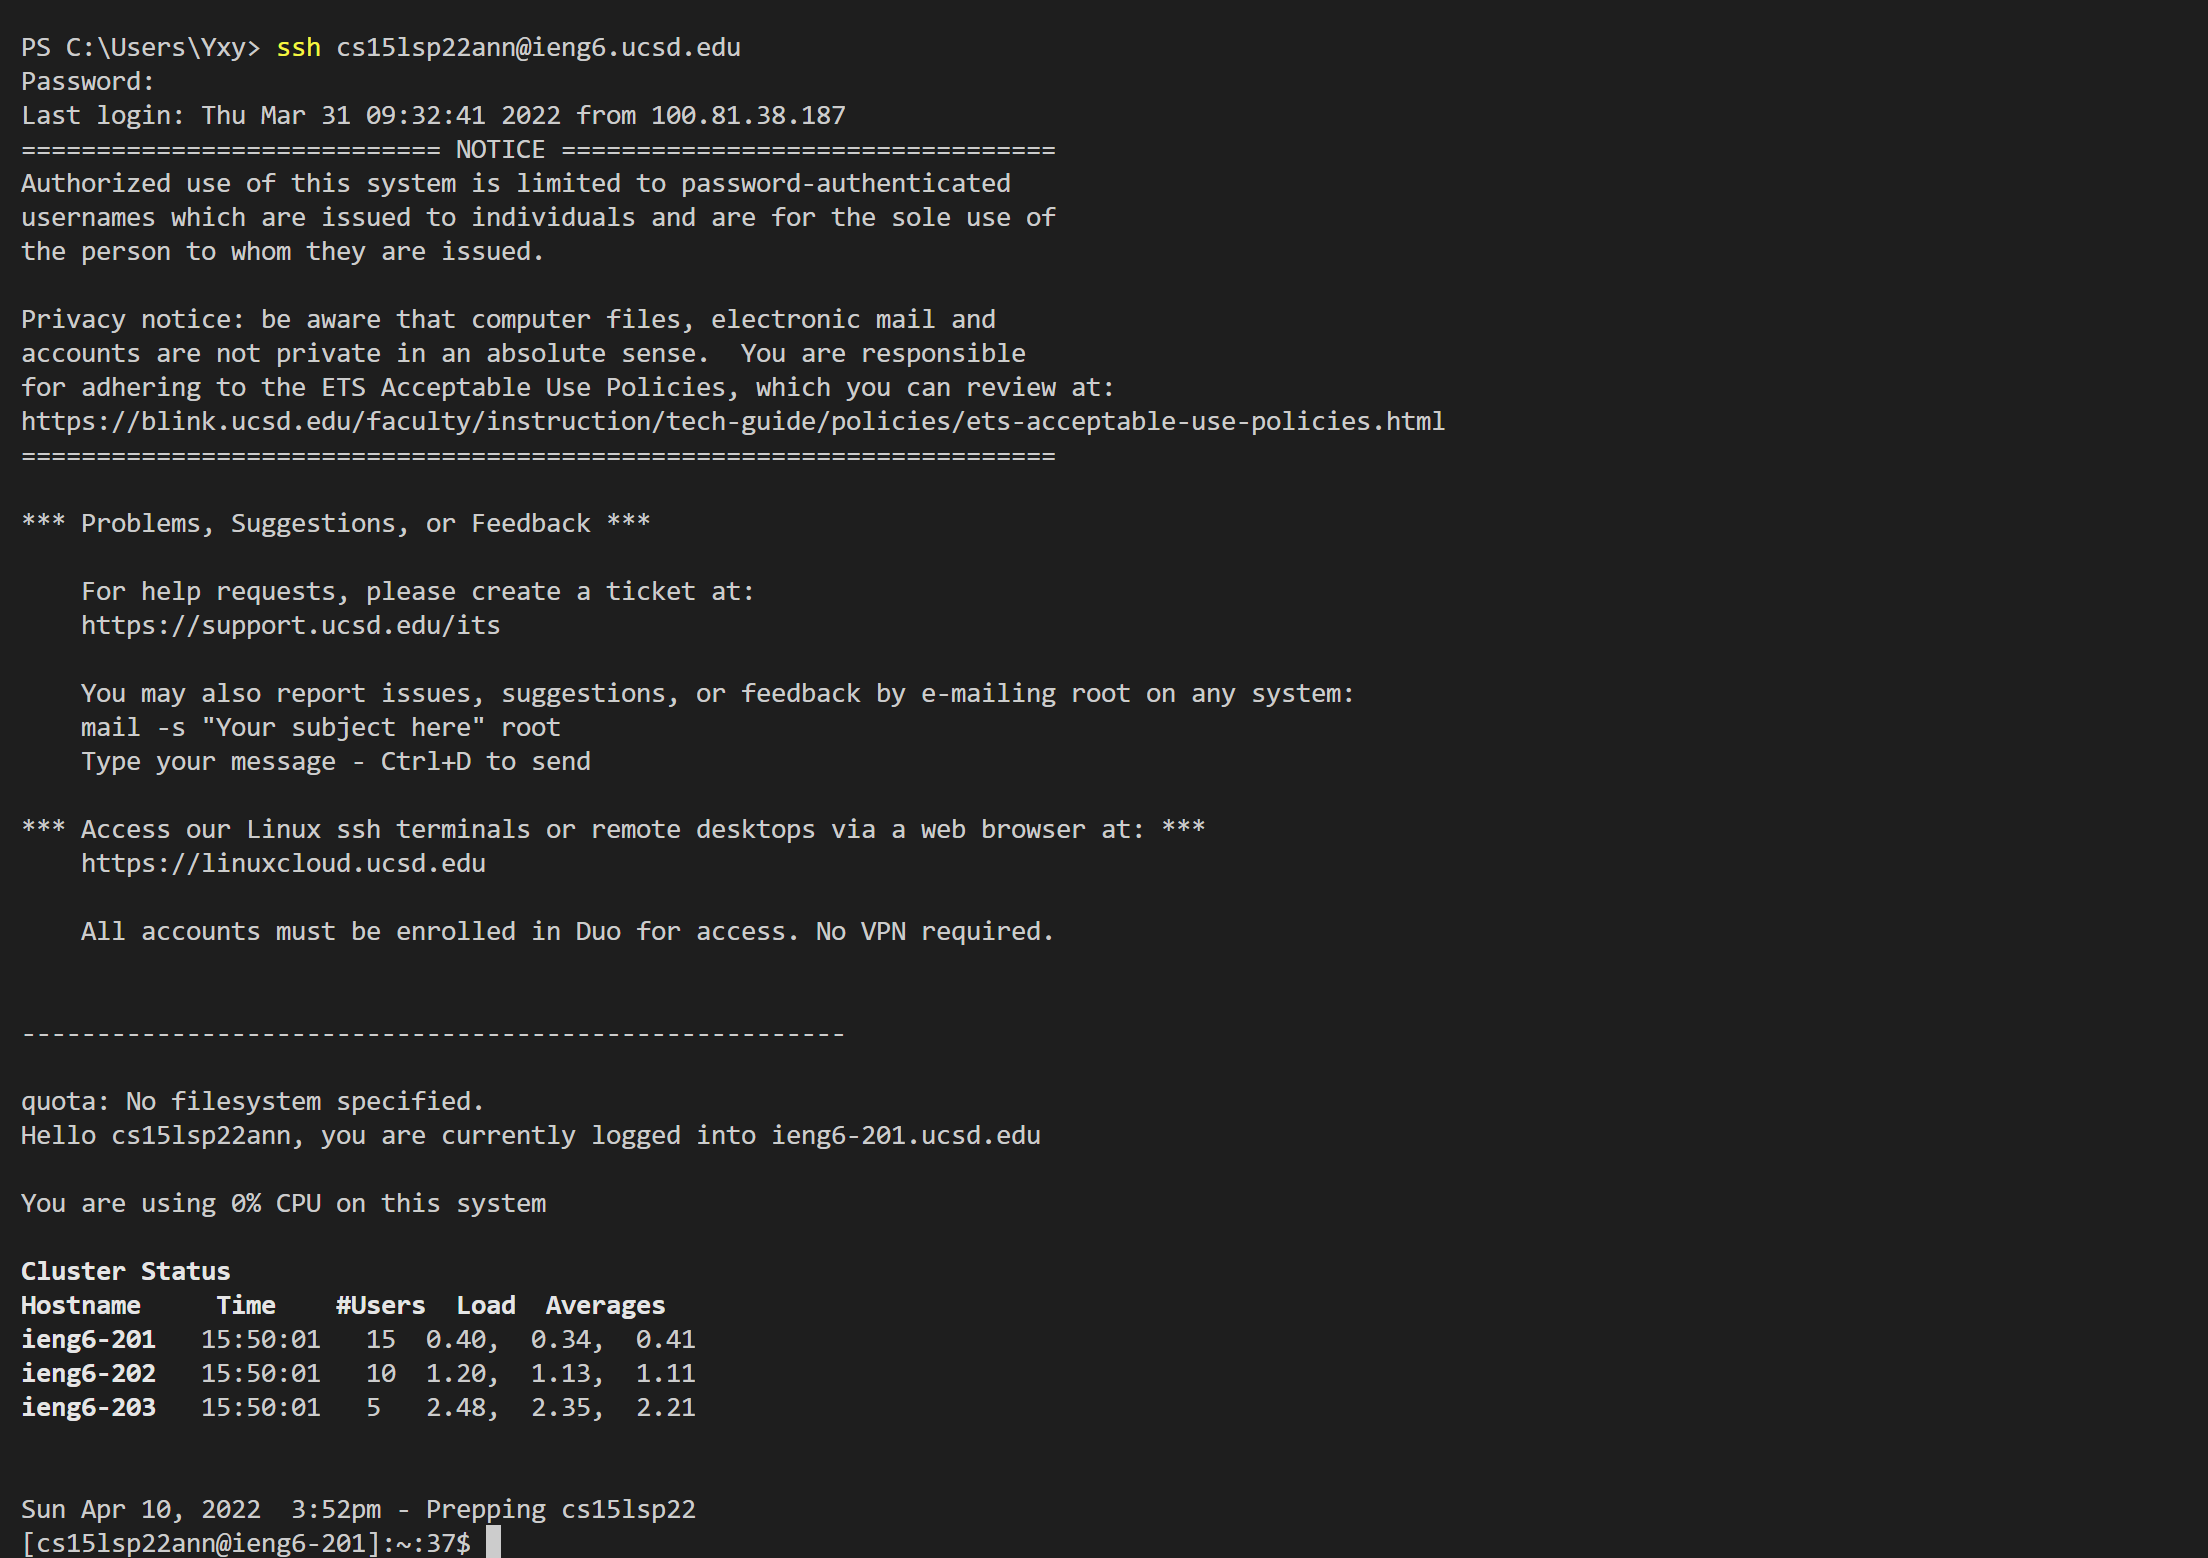 PS C:\Users\Yxy> ssh cs15lsp22ann@ieng6.ucsd.edu
Password:
Last login: Thu Mar 31 09:32:41 2022 from 100.81.38.187
============================ NOTICE =================================
Authorized use of this system is limited to password-authenticated
usernames which are issued to individuals and are for the sole use of
the person to whom they are issued.

Privacy notice: be aware that computer files, electronic mail and
accounts are not private in an absolute sense.  You are responsible
for adhering to the ETS Acceptable Use Policies, which you can review at:
https://blink.ucsd.edu/faculty/instruction/tech-guide/policies/ets-acceptable-use-policies.html
=====================================================================

*** Problems, Suggestions, or Feedback ***

    For help requests, please create a ticket at:
    https://support.ucsd.edu/its

    You may also report issues, suggestions, or feedback by e-mailing root on any system:
    mail -s "Your subject here" root
    Type your message - Ctrl+D to send

*** Access our Linux ssh terminals or remote desktops via a web browser at: ***
    https://linuxcloud.ucsd.edu

    All accounts must be enrolled in Duo for access. No VPN required.

-------------------------------------------------------

quota: No filesystem specified.
Hello cs15lsp22ann, you are currently logged into ieng6-201.ucsd.edu

You are using 0% CPU on this system

Cluster Status
Hostname     Time    #Users  Load  Averages
ieng6-201   15:50:01   15  0.40,  0.34,  0.41
ieng6-202   15:50:01   10  1.20,  1.13,  1.11
ieng6-203   15:50:01   5   2.48,  2.35,  2.21

Sun Apr 10, 2022  3:52pm - Prepping cs15lsp22
[cs15lsp22ann@ieng6-201]:~:37$